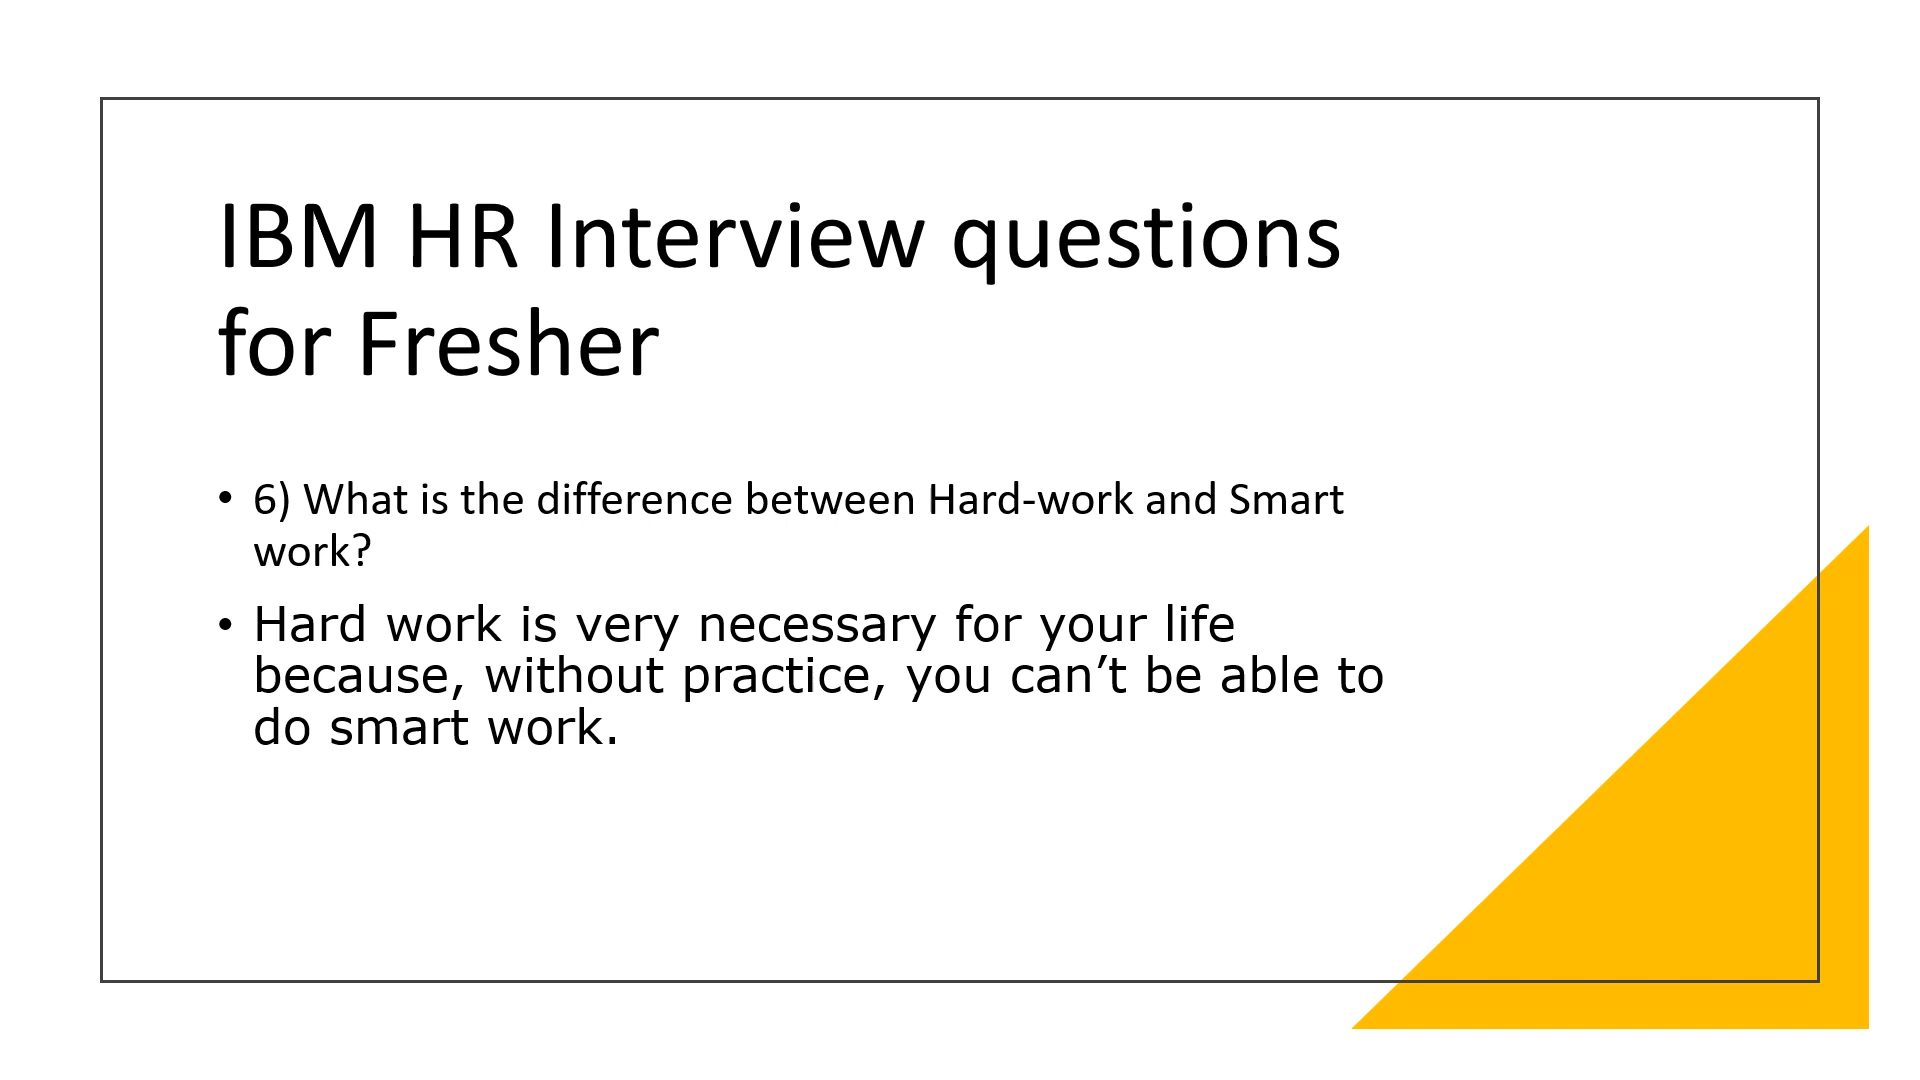 IBM HR Interview questions
for Fresher
• 6) What is the difference between Hard-work and Smart
work?
• Hard work is very necessary for your life
because, without practice, you can’t be able to
do smart work.